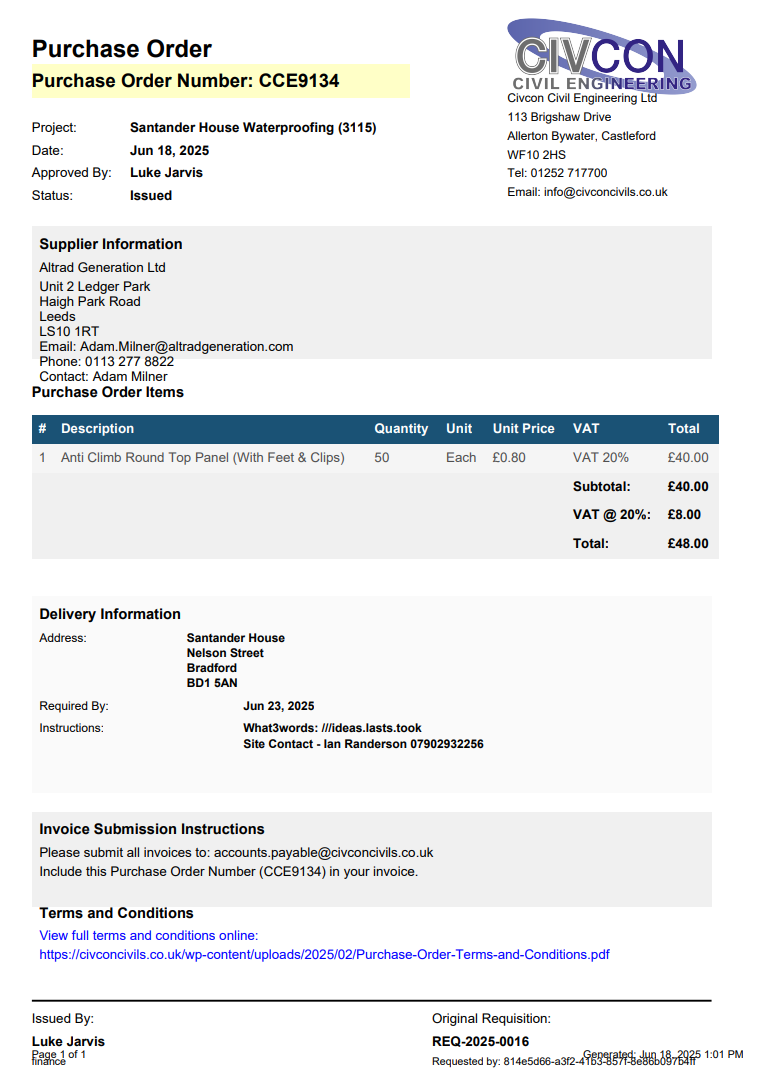 Purchase Order
Purchase Order Number: CCE9134
CIVCON
CIVIL ENGINEERING
Civcon Civil Engineering Ltd
113 Brigshaw Drive
Allerton Bywater, Castleford
WF10 2HS
Tel: 01252 717700
Email: info@civconcivils.co.uk
Project: Santander House Waterproofing (3115)
Date: Jun 18, 2025
Approved By: Luke Jarvis
Status: Issued
Supplier Information
Altrad Generation Ltd
Unit 2 Ledger Park
Haigh Park Road
Leeds
LS10 1RT
Email: Adam.Milner@altradgeneration.com
Phone: 0113 277 8822
Contact: Adam Milner
Purchase Order Items
# Description Quantity Unit Unit Price VAT Total
1 Anti Climb Round Top Panel (With Feet & Clips) 50 Each £0.80 VAT 20% £40.00
Subtotal: £40.00
VAT @ 20%: £8.00
Total: £48.00
Delivery Information
Address: Santander House
Nelson Street
Bradford
BD1 5AN
Required By: Jun 23, 2025
Instructions: What3words: ///ideas.lasts.took
Site Contact - Ian Randerson 07902932256
Invoice Submission Instructions
Please submit all invoices to: accounts.payable@civconcivils.co.uk
Include this Purchase Order Number (CCE9134) in your invoice.
Terms and Conditions
View full terms and conditions online:
https://civconcivils.co.uk/wp-content/uploads/2025/02/Purchase-Order-Terms-and-Conditions.pdf
Issued By: Original Requisition:
Luke Jarvis REQ-2025-0016
Page 1 of 1 Generated: Jun 18, 2025 1:01 PM
finance Requested by: 814e5d66-a3f2-41b3-857f-8e86b097b4ff